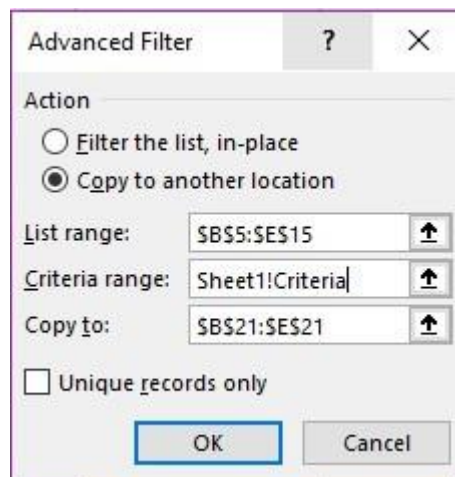 Advanced Filter ? ×
Action
Filter the list, in-place
Copy to another location
List range: $B$5:$E$15
Criteria range: Sheet1!Criteria
Copy to: $B$21:$E$21
Unique records only
OK Cancel